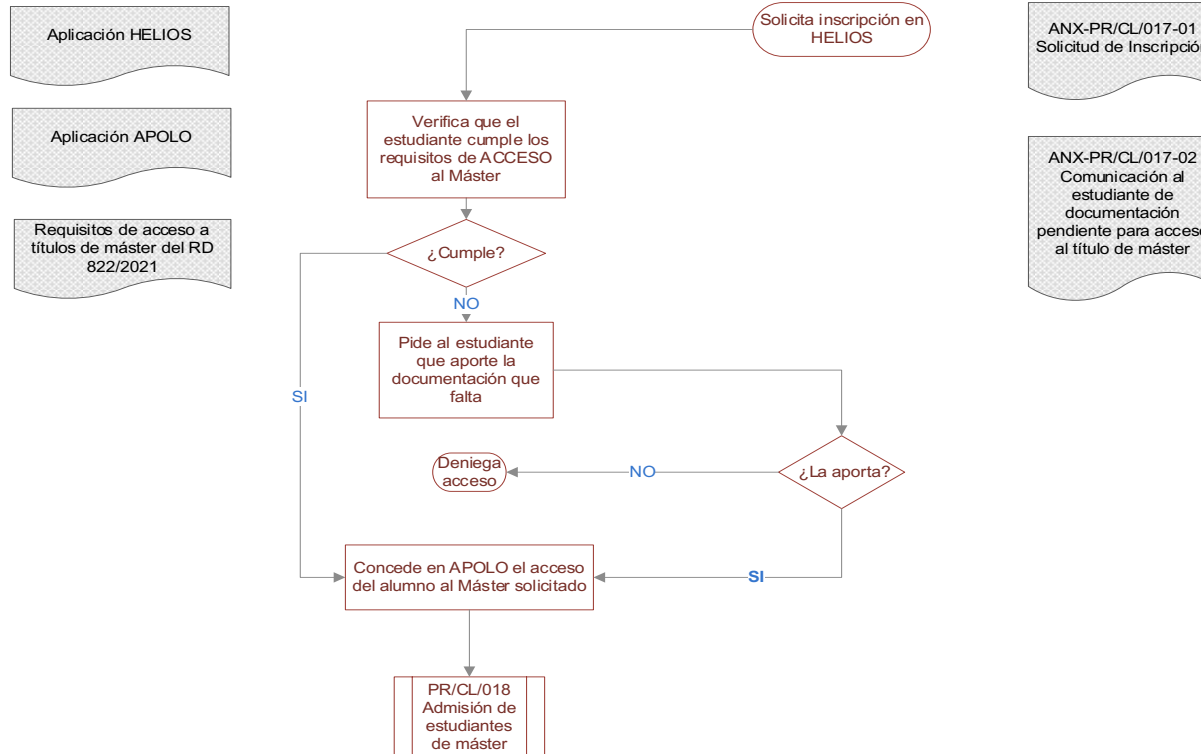 Aplicación HELIOS
Aplicación APOLO
Requisitos de acceso a
títulos de máster del RD
822/2021
Solicita inscripción en
HELIOS
Verifica que el
estudiante cumple los
requisitos de ACCESO
al Máster
¿Cumple?
NO
SI
Pide al estudiante
que aporte la
documentación que
falta
¿La aporta?
NO
Deniega
acceso
SI
Concede en APOLO el acceso
del alumno al Máster solicitado
PR/CL/018
Admisión de
estudiantes
de máster
ANX-PR/CL/017-01
Solicitud de Inscripción
ANX-PR/CL/017-02
Comunicación al
estudiante de
documentación
pendiente para acceso
al título de máster